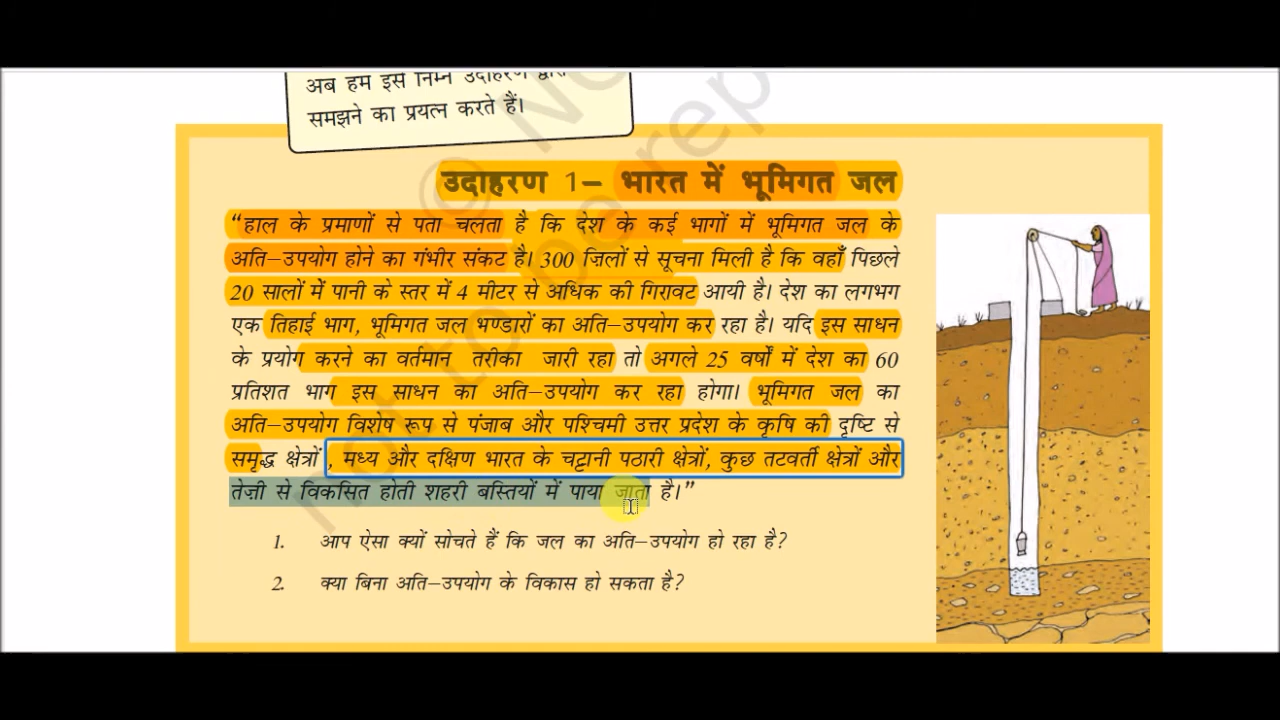 अब हम इसे निम्न उदाहरण द्वारा
समझने का प्रयत्न करते हैं।
उदाहरण 1– भारत में भूमिगत जल
“हाल के प्रमाणों से पता चलता है कि देश के कई भागों में भूमिगत जल के
अति–उपयोग होने का गंभीर संकट है। 300 जिलों से सूचना मिली है कि वहाँ पिछले
20 सालों में पानी के स्तर में 4 मीटर से अधिक की गिरावट आयी है। देश का लगभग
एक तिहाई भाग, भूमिगत जल भण्डारों का अति–उपयोग कर रहा है। यदि इस साधन
के प्रयोग करने का वर्तमान तरीका जारी रहा तो अगले 25 वर्षों में देश का 60
प्रतिशत भाग इस साधन का अति–उपयोग कर रहा होगा। भूमिगत जल का
अति–उपयोग विशेष रूप से पंजाब और पश्चिमी उत्तर प्रदेश के कृषि की दृष्टि से
समृद्ध क्षेत्रों , मध्य और दक्षिण भारत के चट्टानी पठारी क्षेत्रों, कुछ तटवर्ती क्षेत्रों और
तेज़ी से विकसित होती शहरी बस्तियों में पाया जाता है।”
1. आप ऐसा क्यों सोचते हैं कि जल का अति–उपयोग हो रहा है?
2. क्या बिना अति–उपयोग के विकास हो सकता है?